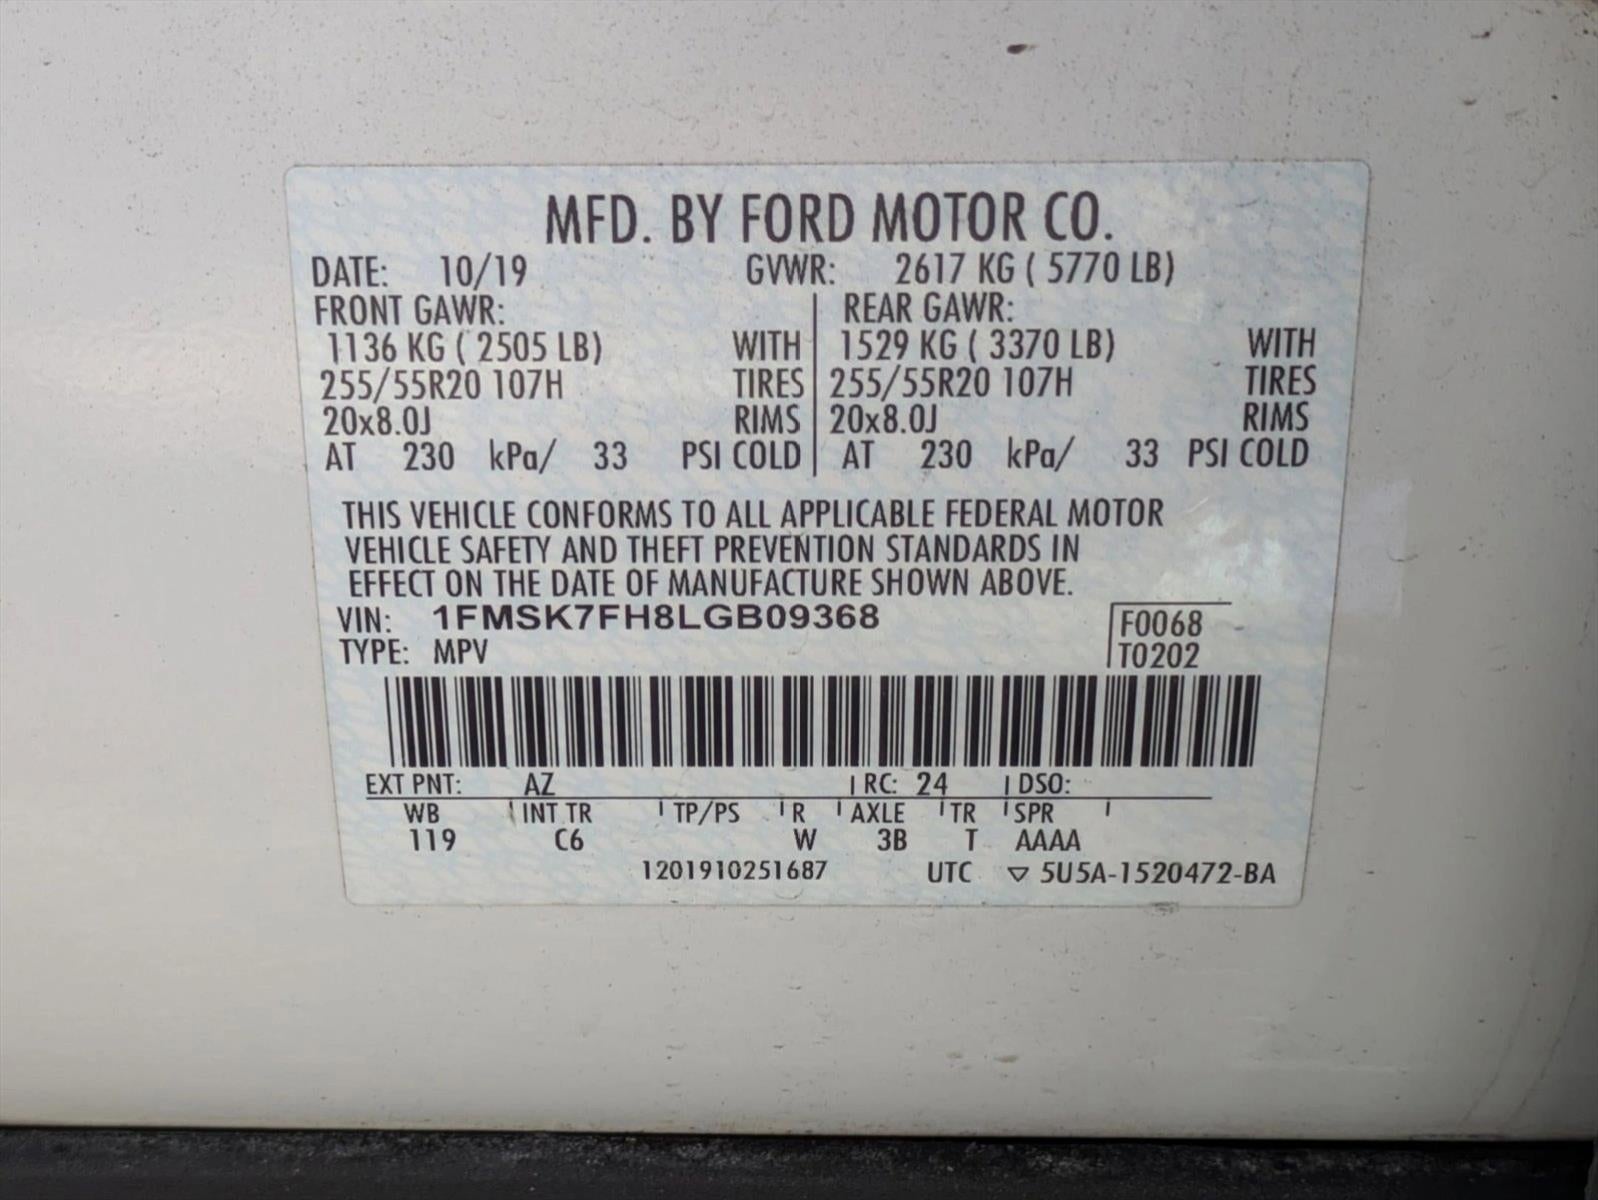 MFD. BY FORD MOTOR CO.
DATE: 10/19 GVWR: 2617 KG ( 5770 LB)
FRONT GAWR: REAR GAWR:
1136 KG ( 2505 LB) WITH 1529 KG ( 3370 LB) WITH
255/55R20 107H TIRES 255/55R20 107H TIRES
20x8.0J RIMS 20x8.0J RIMS
AT 230 kPa/ 33 PSI COLD AT 230 kPa/ 33 PSI COLD
THIS VEHICLE CONFORMS TO ALL APPLICABLE FEDERAL MOTOR
VEHICLE SAFETY AND THEFT PREVENTION STANDARDS IN
EFFECT ON THE DATE OF MANUFACTURE SHOWN ABOVE.
VIN: 1FMSK7FH8LGB09368 F0068
TYPE: MPV T0202
EXT PNT: AZ RC: 24 DSO:
WB INT TR TP/PS R AXLE TR SPR
119 C6 W 3B T AAAA
1201910251687 UTC ▽ 5U5A-1520472-BA